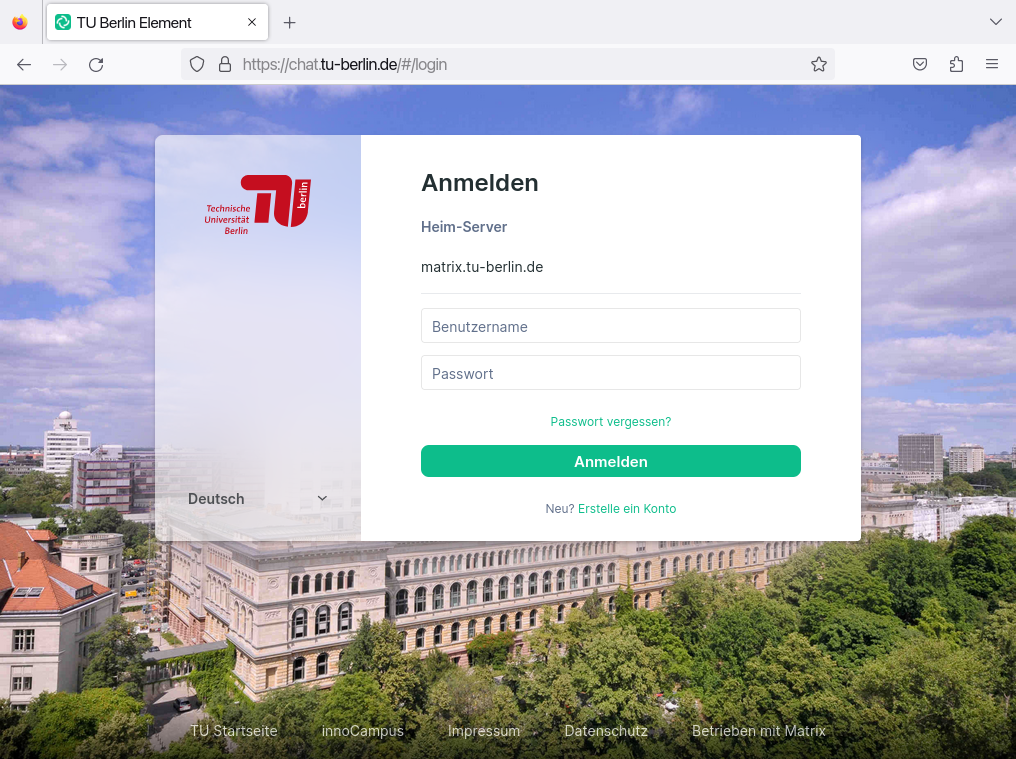 TU Berlin Element
https://chat.tu-berlin.de/#/login
Technische
Universität
Berlin
berlin
Anmelden
Heim-Server
matrix.tu-berlin.de
Benutzername
Passwort
Passwort vergessen?
Anmelden
Deutsch
Neu? Erstelle ein Konto
TU Startseite innoCampus Impressum Datenschutz Betrieben mit Matrix